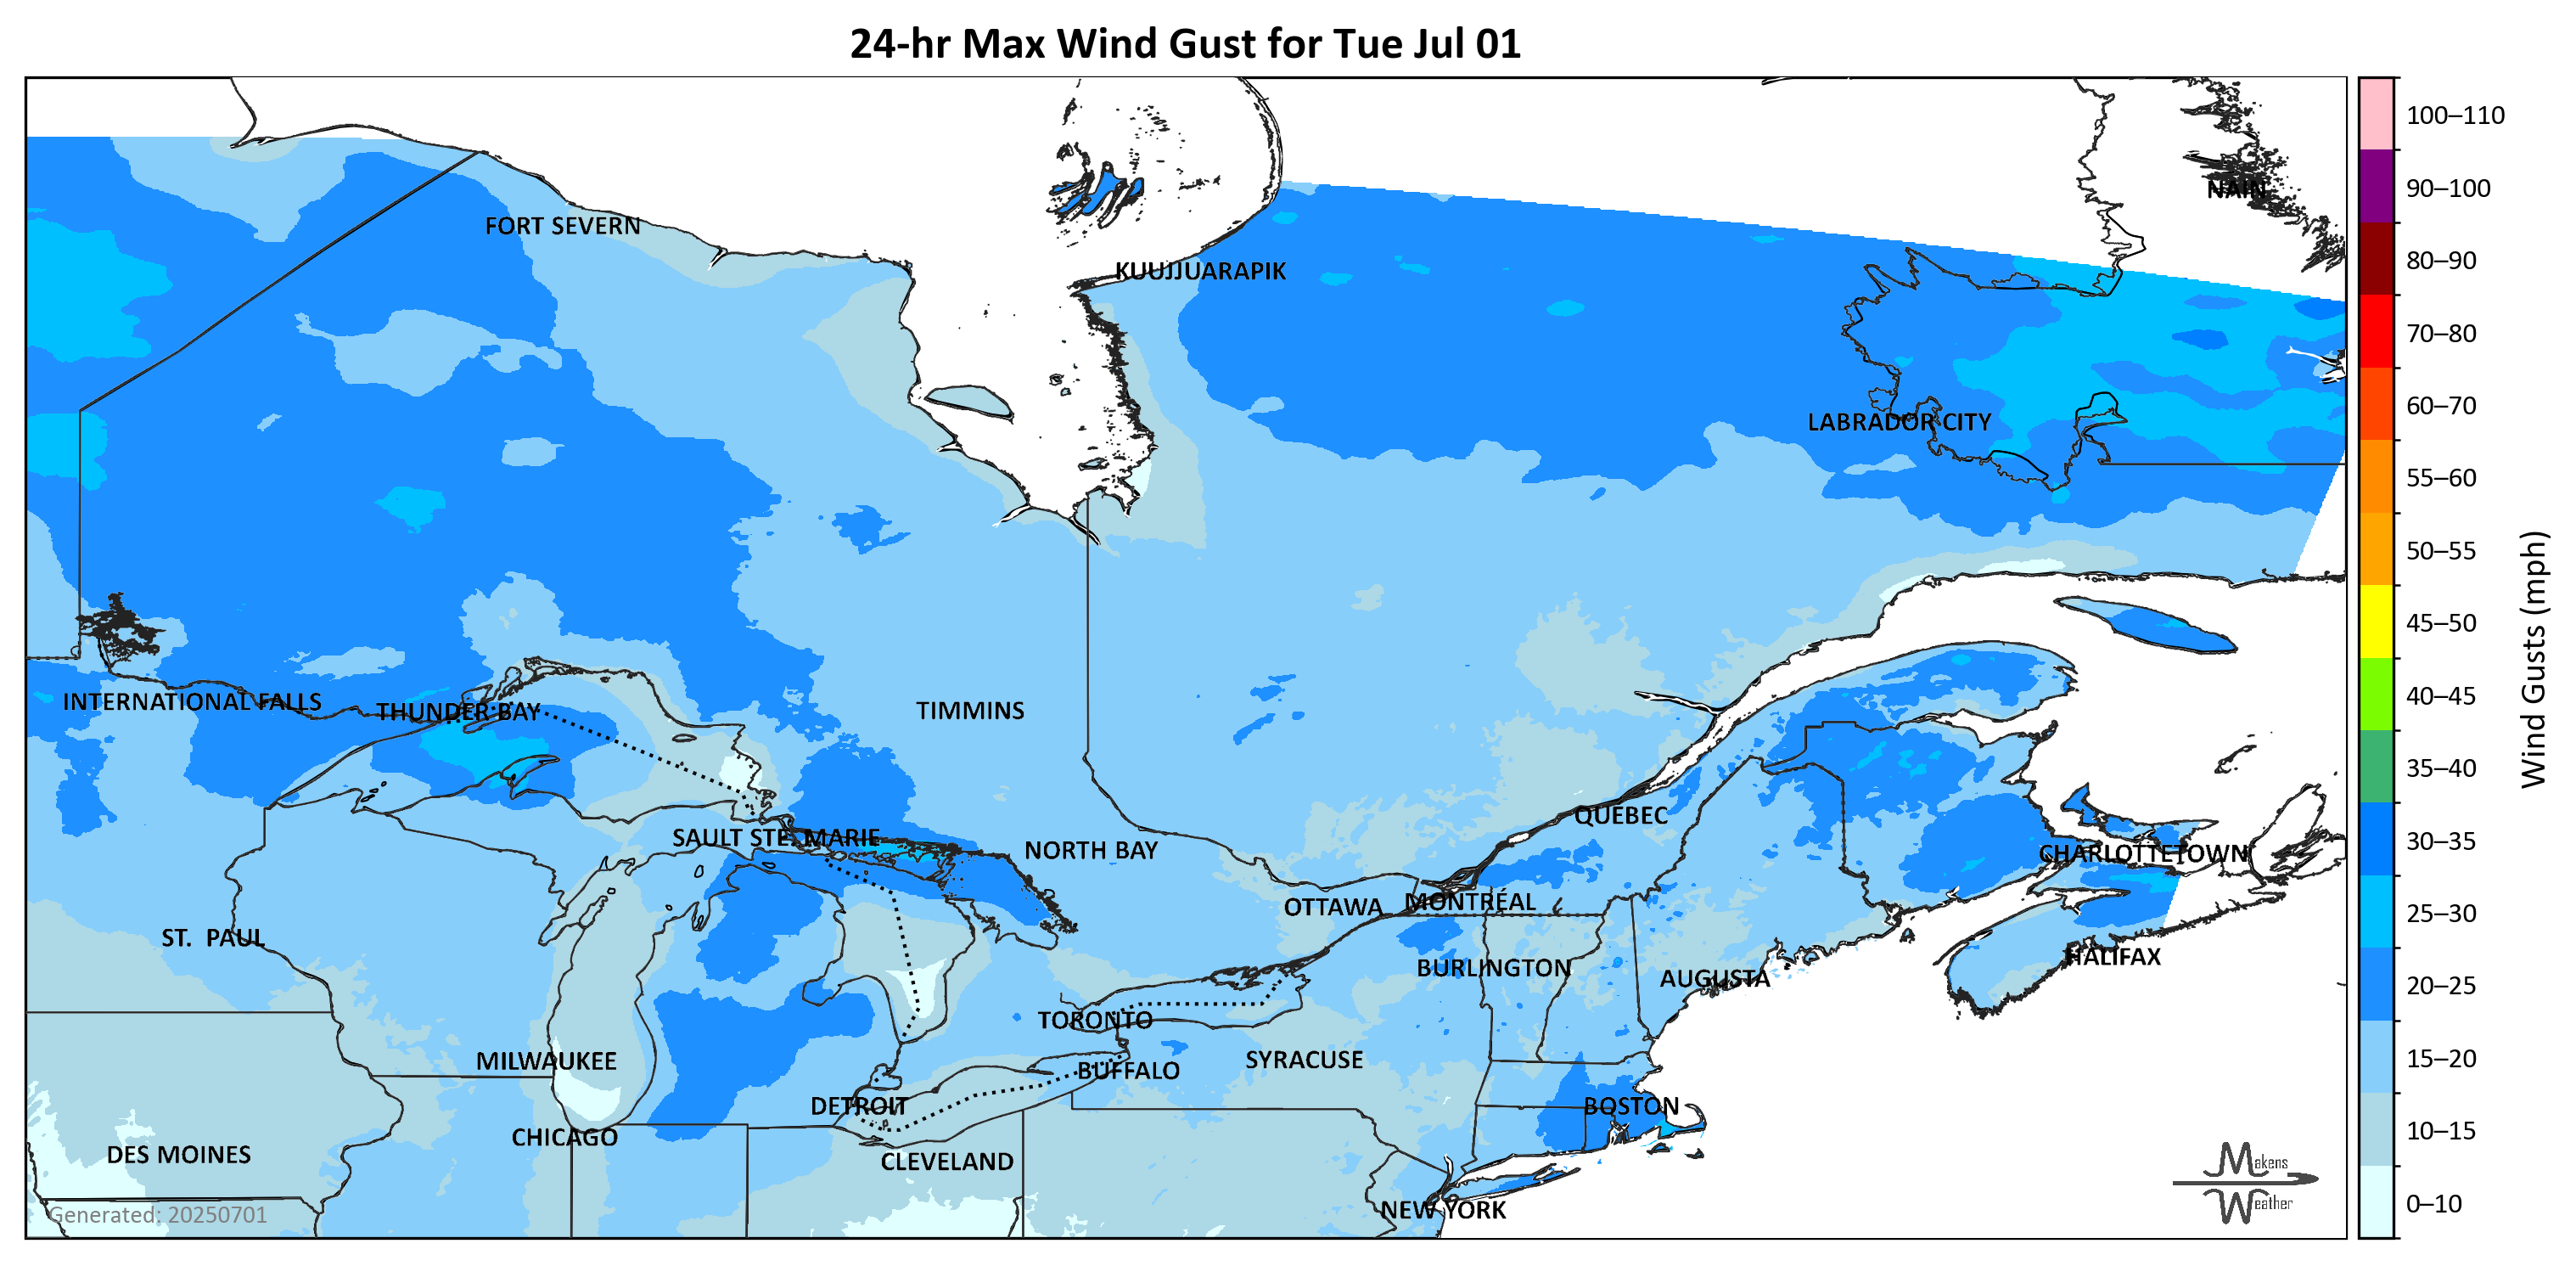 24-hr Max Wind Gust for Tue Jul 01
100–110
90–100
NAIN
FORT SEVERN
80–90
KUUJJUARAPIK
70–80
60–70
LABRADOR CITY
55–60
50–55
45–50
Wind Gusts (mph)
40–45
INTERNATIONAL FALLS
THUNDER BAY
TIMMINS
35–40
QUEBEC
30–35
SAULT STE. MARIE
NORTH BAY
CHARLOTTETOWN
OTTAWA
MONTRÉAL
25–30
ST. PAUL
HALIFAX
BURLINGTON
AUGUSTA
20–25
TORONTO
MILWAUKEE
SYRACUSE
15–20
BUFFALO
DETROIT
BOSTON
CHICAGO
10–15
DES MOINES
CLEVELAND
Makens
Weather
0–10
NEW YORK
Generated: 20250701